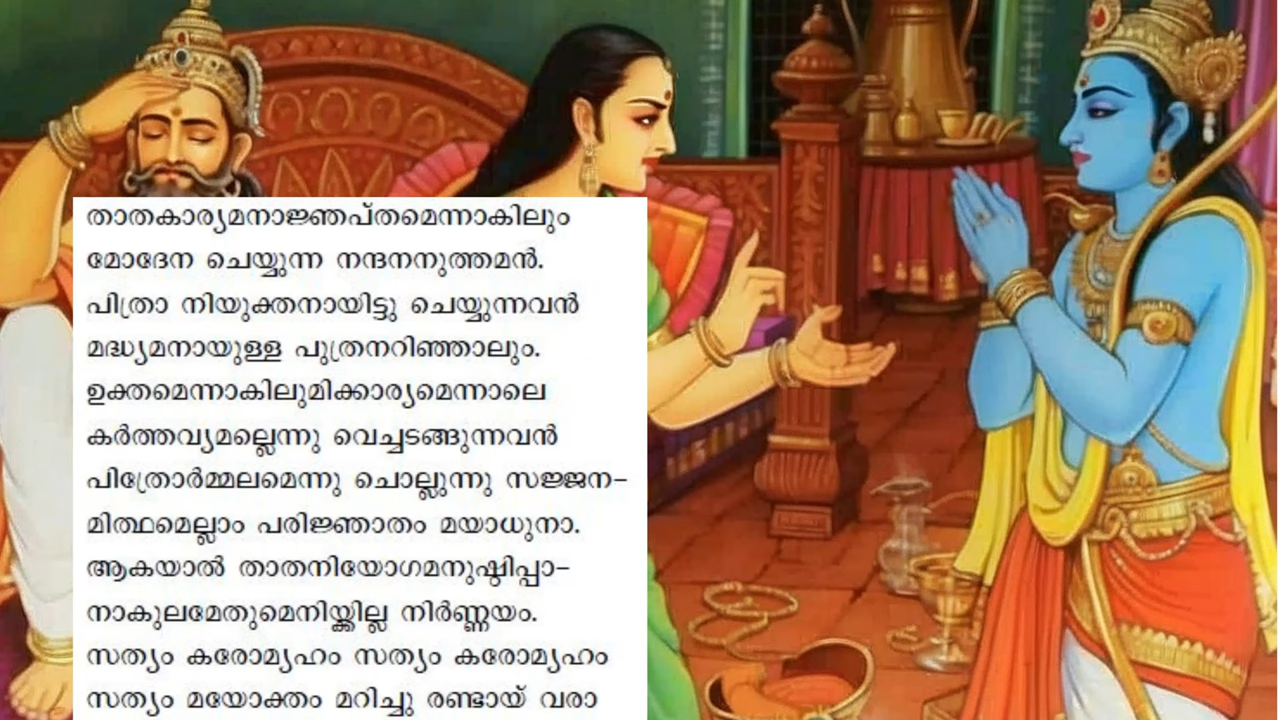 താതകാര്യമനാജ്ഞപ്തമെന്നാകിലും
മോദേന ചെയ്യുന്ന നന്ദനനുത്തമൻ.
പിത്രാ നിയുക്തനായിട്ടു ചെയ്യുന്നവൻ
മദ്ധ്യമനായുള്ള പുത്രനറിഞ്ഞാലും.
ഉക്തമെന്നാകിലുമിക്കാര്യമെന്നാലെ
കർത്തവ്യമല്ലെന്നു വെച്ചടങ്ങുന്നവൻ
പിത്രോർമ്മലമെന്നു ചൊല്ലുന്നു സജ്ജന–
മിത്ഥമെല്ലാം പരിജ്ഞാതം മയാധുനാ.
ആകയാൽ താതനിയോഗമനുഷ്ഠിപ്പാ–
നാകുലമേതുമെനിയ്ക്കില്ല നിർണ്ണയം.
സത്യം കരോമ്യഹം സത്യം കരോമ്യഹം
സത്യം മയോക്തം മറിച്ചു രണ്ടായ് വരാ